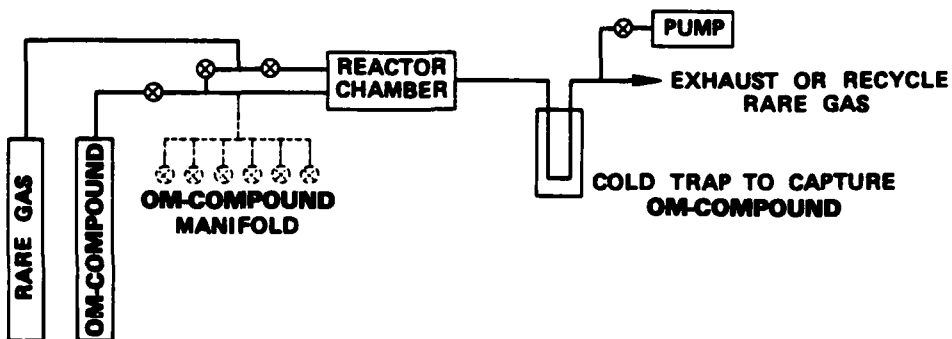 PUMP
REACTOR
CHAMBER
EXHAUST OR RECYCLE
RARE GAS
RARE GAS
OM-COMPOUND
OM-COMPOUND
MANIFOLD
COLD TRAP TO CAPTURE
OM-COMPOUND